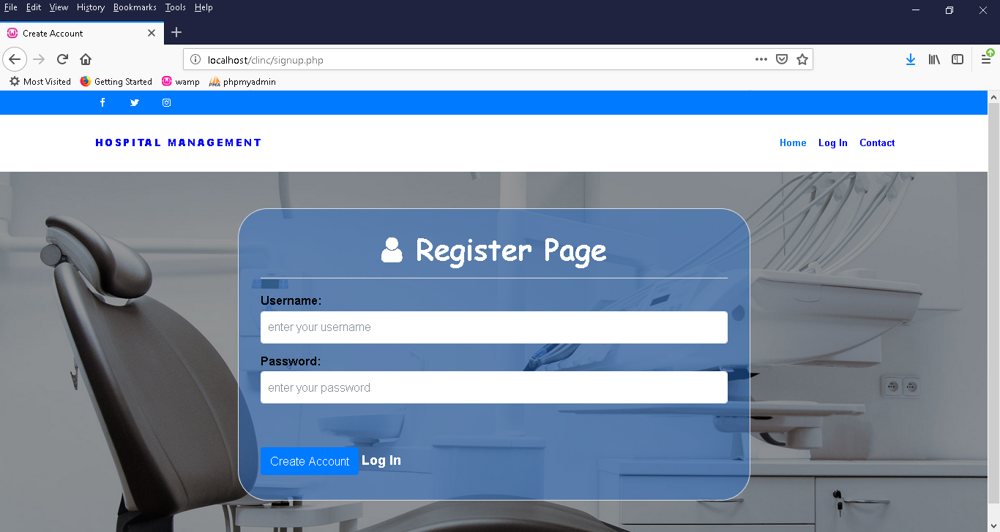 File Edit View History Bookmarks Tools Help
Create Account
localhost/clinc/signup.php
Most Visited Getting Started wamp phpmyadmin
HOSPITAL MANAGEMENT Home Log In Contact
Register Page
Username:
enter your username
Password:
enter your password
Create Account Log In